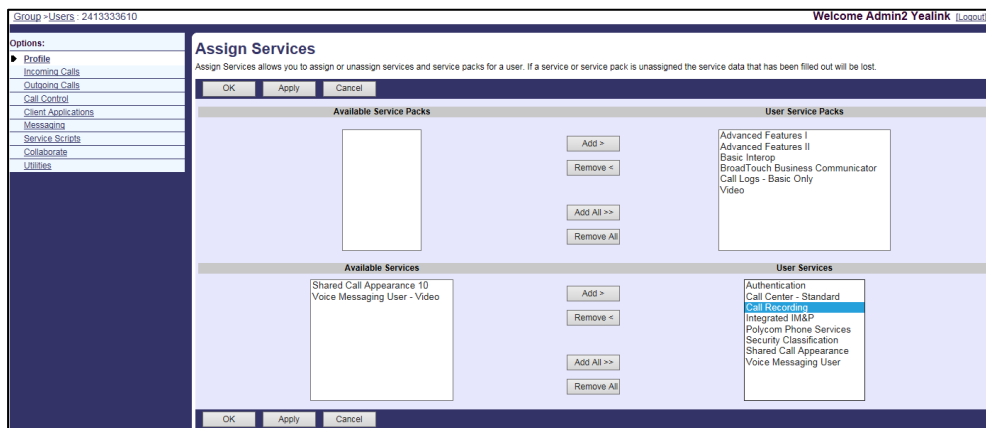 Group >Users : 2413333610 Welcome Admin2 Yealink [Logout]
Options:
Profile
Incoming Calls
Outgoing Calls
Call Control
Client Applications
Messaging
Service Scripts
Collaborate
Utilities
Assign Services
Assign Services allows you to assign or unassign services and service packs for a user. If a service or service pack is unassigned the service data that has been filled out will be lost.
OK Apply Cancel
Available Service Packs User Service Packs
Add >
Remove <
Add All >>
Remove All
Advanced Features I
Advanced Features II
Basic Interop
BroadTouch Business Communicator
Call Logs - Basic Only
Video
Available Services User Services
Shared Call Appearance 10
Voice Messaging User - Video
Add >
Remove <
Add All >>
Remove All
Authentication
Call Center - Standard
Call Recording
Integrated IM&P
Polycom Phone Services
Security Classification
Shared Call Appearance
Voice Messaging User
OK Apply Cancel